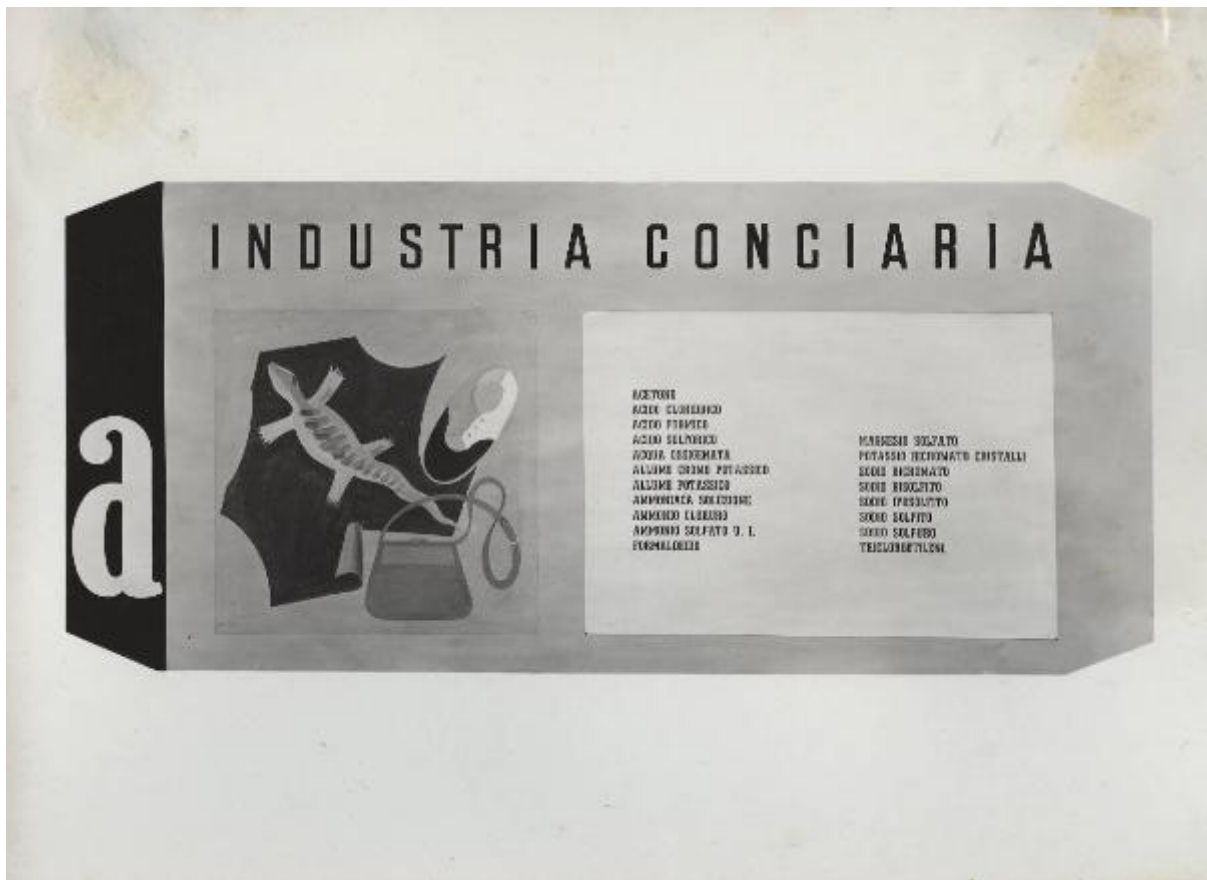 INDUSTRIA CONCIARIA
a
ACETONE
ACIDO CLORIDRICO
ACIDO FORMICO
ACIDO SOLFORICO
ACQUA OSSIGENATA
ALLUME CROMO POTASSICO
ALLUME POTASSICO
AMMONIACA SOLUZIONE
AMMONIO CLORURO
AMMONIO SOLFATO U. I.
FORMALDEIDE
MAGNESIO SOLFATO
POTASSIO BICROMATO CRISTALLI
SODIO BICROMATO
SODIO BISOLFITO
SODIO IPOSOLFITO
SODIO SOLFITO
SODIO SOLFURO
TRICLOROETILENE